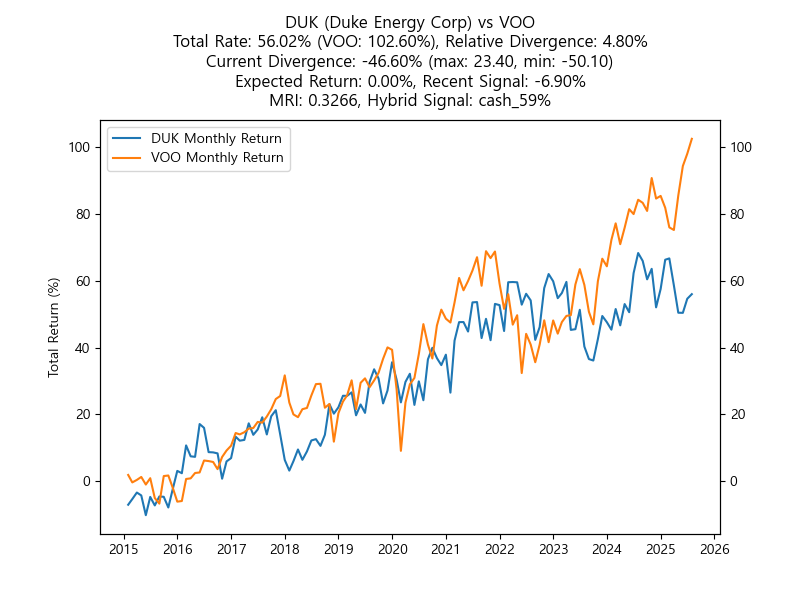 DUK (Duke Energy Corp) vs VOO
Total Rate: 56.02% (VOO: 102.60%), Relative Divergence: 4.80%
Current Divergence: -46.60% (max: 23.40, min: -50.10)
Expected Return: 0.00%, Recent Signal: -6.90%
MRI: 0.3266, Hybrid Signal: cash_59%
DUK Monthly Return
VOO Monthly Return
Total Return (%)
100
80
60
40
20
0
100
80
60
40
20
0
2015 2016 2017 2018 2019 2020 2021 2022 2023 2024 2025 2026